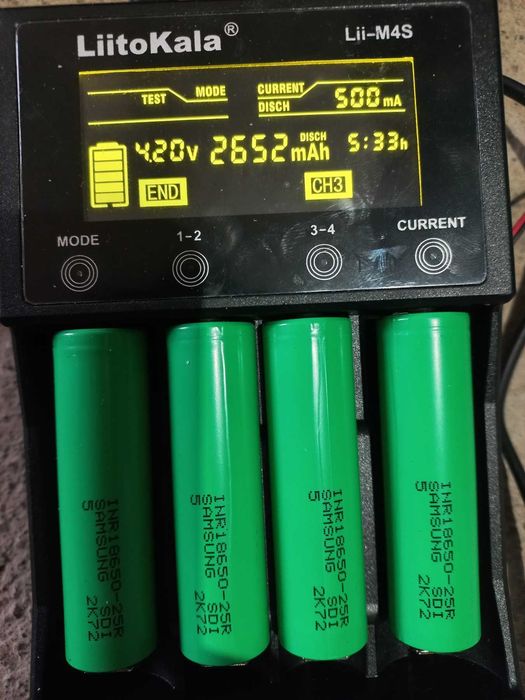 LiitoKala®
Lii-M4S
TEST MODE
CURRENT
DISCH 500 mA
4.20v DISCH 2652 mAh 5:33h
END CH3
MODE 1-2 3-4 CURRENT
INR18650-25R
SAMSUNG SDI
5 2K72
INR18650-25R
SAMSUNG SDI
5 2K72
INR18650-25R
SAMSUNG SDI
5 2K72
INR18650-25R
SAMSUNG SDI
5 2K72